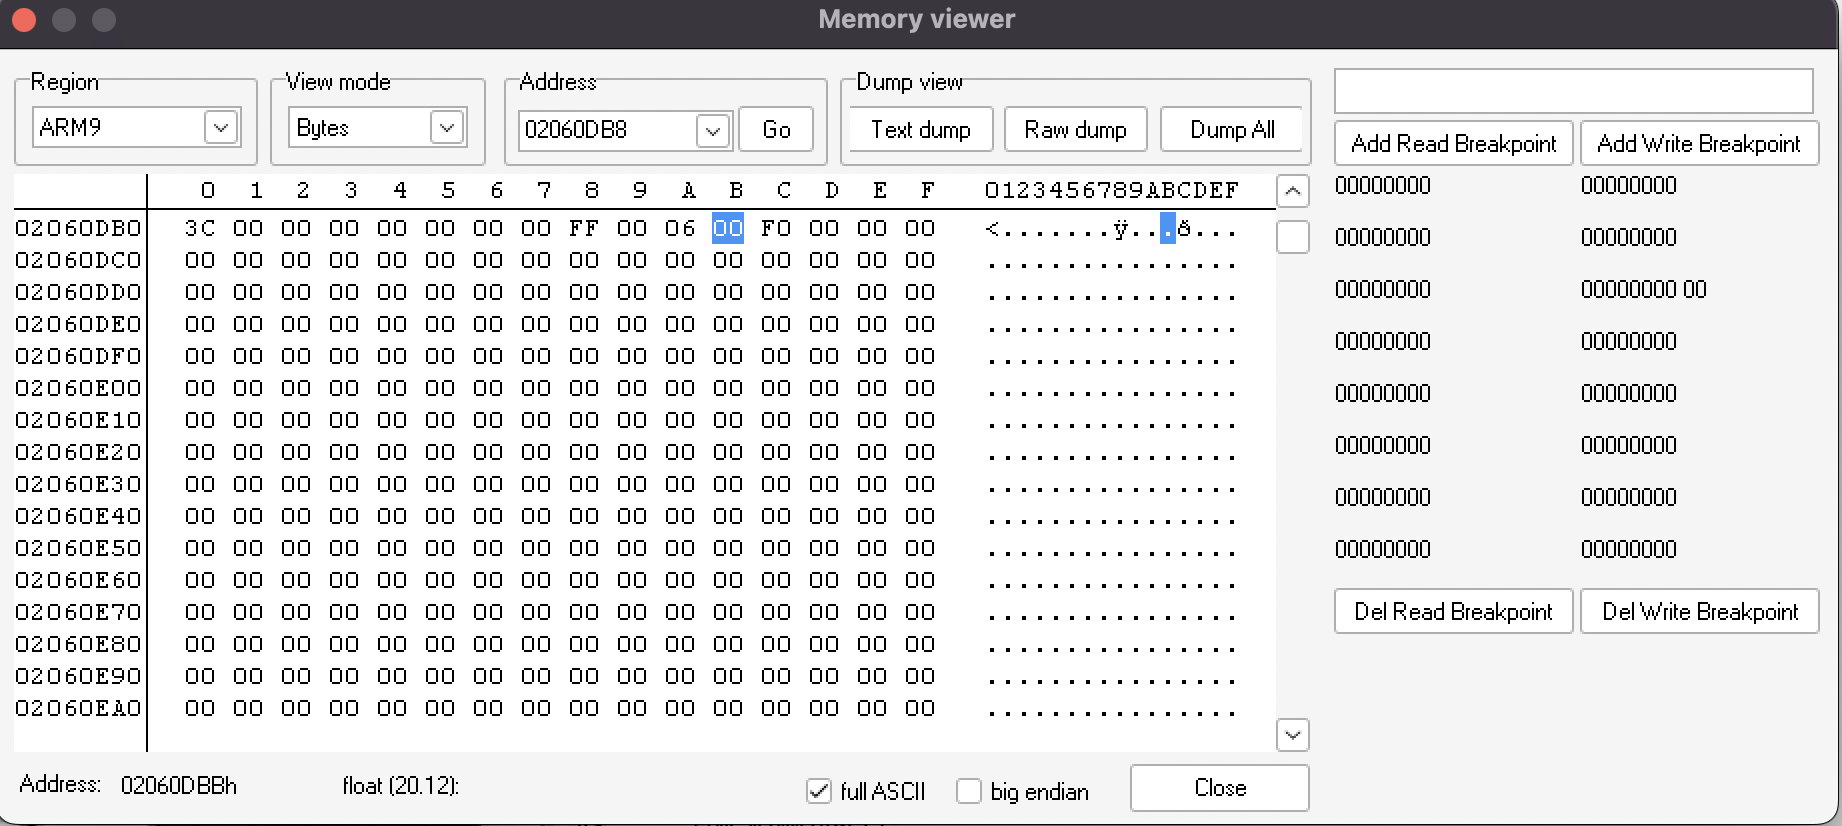 Memory viewer
Region View mode Address Dump view
ARM9 Bytes 02060DB8 Go Text dump Raw dump Dump All
Add Read Breakpoint Add Write Breakpoint
0 1 2 3 4 5 6 7 8 9 A B C D E F 0123456789ABCDEF
02060DB0 3C 00 00 00 00 00 00 00 FF 00 06 00 F0 00 00 00 <.......ÿ...ð...
02060DC0 00 00 00 00 00 00 00 00 00 00 00 00 00 00 00 00 ................
02060DD0 00 00 00 00 00 00 00 00 00 00 00 00 00 00 00 00 ................
02060DE0 00 00 00 00 00 00 00 00 00 00 00 00 00 00 00 00 ................
02060DF0 00 00 00 00 00 00 00 00 00 00 00 00 00 00 00 00 ................
02060E00 00 00 00 00 00 00 00 00 00 00 00 00 00 00 00 00 ................
02060E10 00 00 00 00 00 00 00 00 00 00 00 00 00 00 00 00 ................
02060E20 00 00 00 00 00 00 00 00 00 00 00 00 00 00 00 00 ................
02060E30 00 00 00 00 00 00 00 00 00 00 00 00 00 00 00 00 ................
02060E40 00 00 00 00 00 00 00 00 00 00 00 00 00 00 00 00 ................
02060E50 00 00 00 00 00 00 00 00 00 00 00 00 00 00 00 00 ................
02060E60 00 00 00 00 00 00 00 00 00 00 00 00 00 00 00 00 ................
02060E70 00 00 00 00 00 00 00 00 00 00 00 00 00 00 00 00 ................
02060E80 00 00 00 00 00 00 00 00 00 00 00 00 00 00 00 00 ................
02060E90 00 00 00 00 00 00 00 00 00 00 00 00 00 00 00 00 ................
02060EA0 00 00 00 00 00 00 00 00 00 00 00 00 00 00 00 00 ................
00000000 00000000
00000000 00000000
00000000 00000000 00
00000000 00000000
00000000 00000000
00000000 00000000
00000000 00000000
00000000 00000000
Del Read Breakpoint Del Write Breakpoint
Address: 02060DBBh float (20.12): full ASCII big endian Close